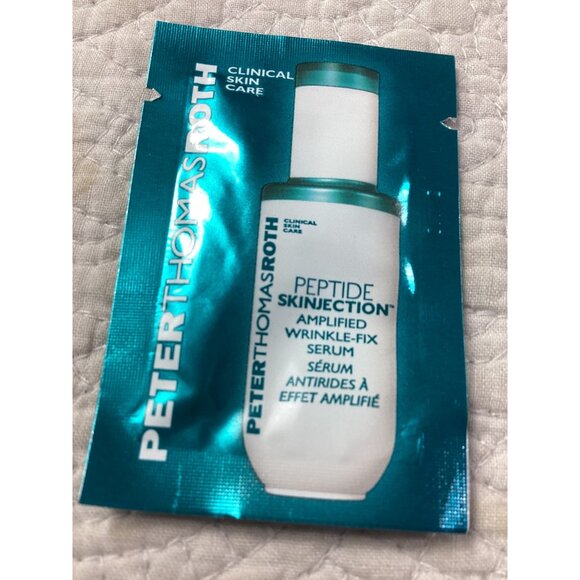 PETERTHOMASROTH
CLINICAL
SKIN
CARE
PETERTHOMASROTH
CLINICAL
SKIN
CARE
PEPTIDE
SKINJECTION™
AMPLIFIED
WRINKLE-FIX
SERUM
SÉRUM
ANTIRIDES À
EFFET AMPLIFIÉ